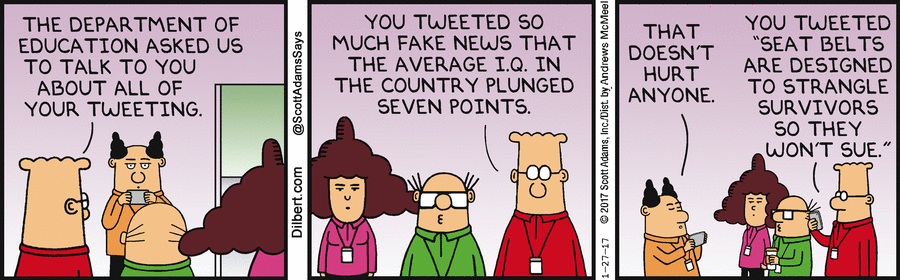 THE DEPARTMENT OF
EDUCATION ASKED US
TO TALK TO YOU
ABOUT ALL OF
YOUR TWEETING.
Dilbert.com @ScottAdamsSays
YOU TWEETED SO
MUCH FAKE NEWS THAT
THE AVERAGE I.Q. IN
THE COUNTRY PLUNGED
SEVEN POINTS.
1-27-17 © 2017 Scott Adams, Inc./Dist. by Andrews McMeel
THAT
DOESN'T
HURT
ANYONE.
YOU TWEETED
"SEAT BELTS
ARE DESIGNED
TO STRANGLE
SURVIVORS
SO THEY
WON'T SUE."